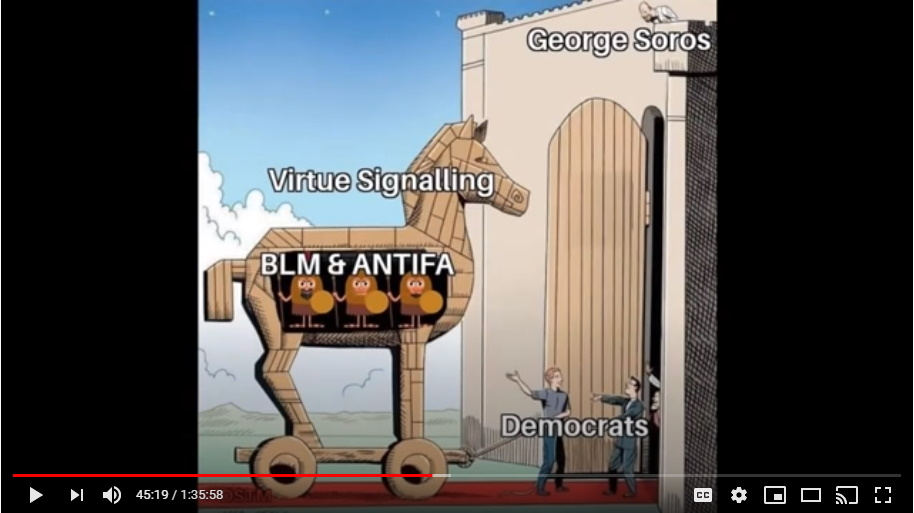 George Soros
Virtue Signalling
BLM & ANTIFA
Democrats
45:19 / 1:35:58
CC